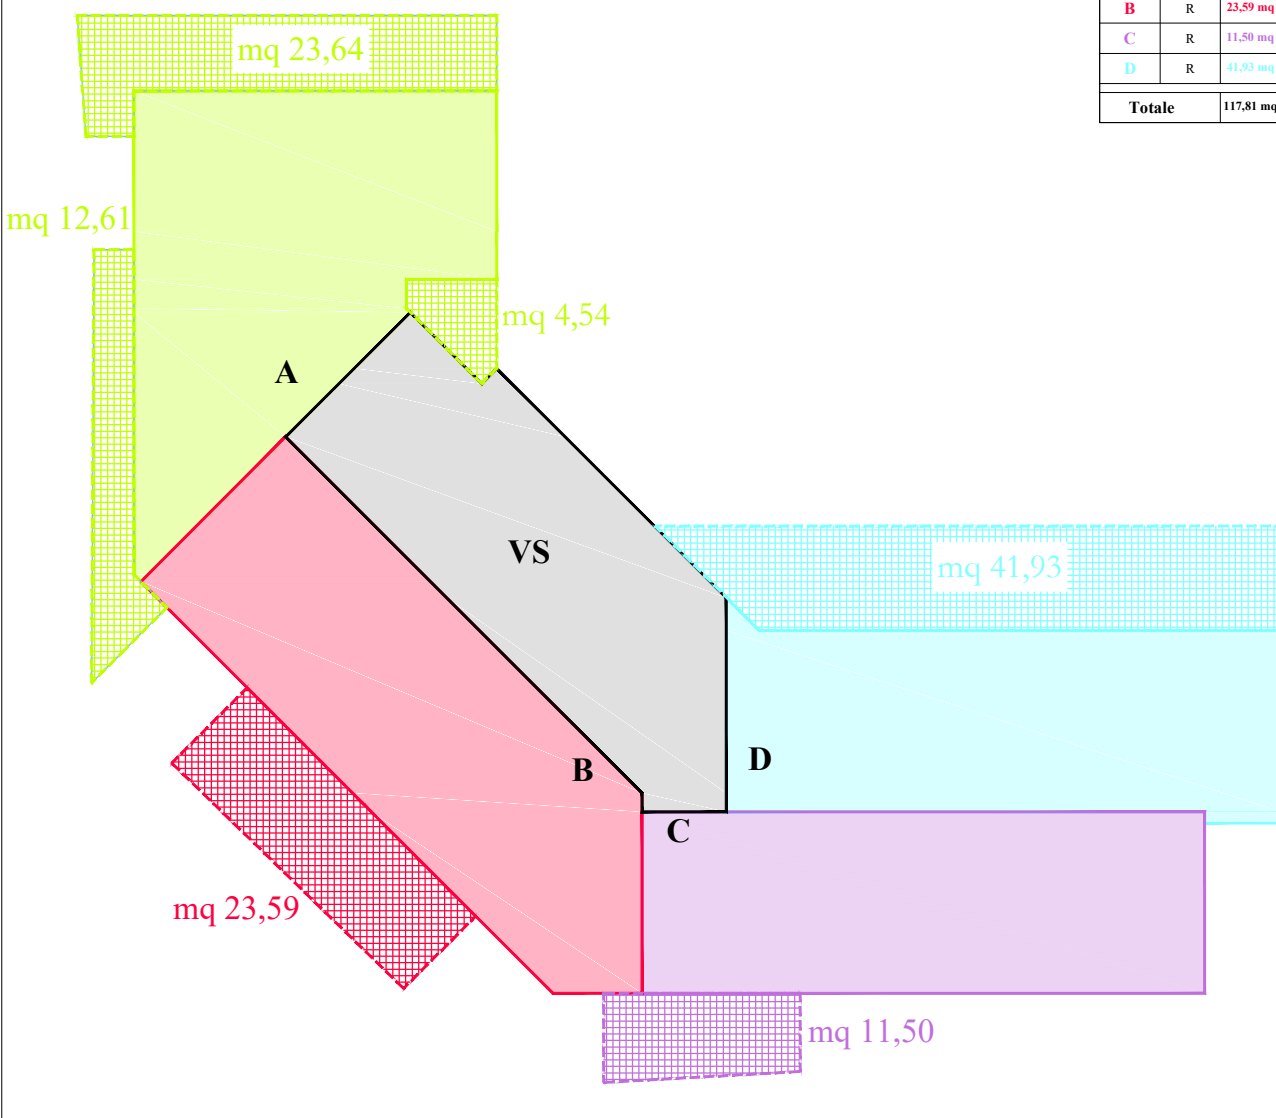 B R 23,59 mq
C R 11,50 mq
D R 41,93 mq
Totale 117,81 mq
mq 23,64
mq 12,61
mq 4,54
A
VS
mq 41,93
B
D
C
mq 23,59
mq 11,50